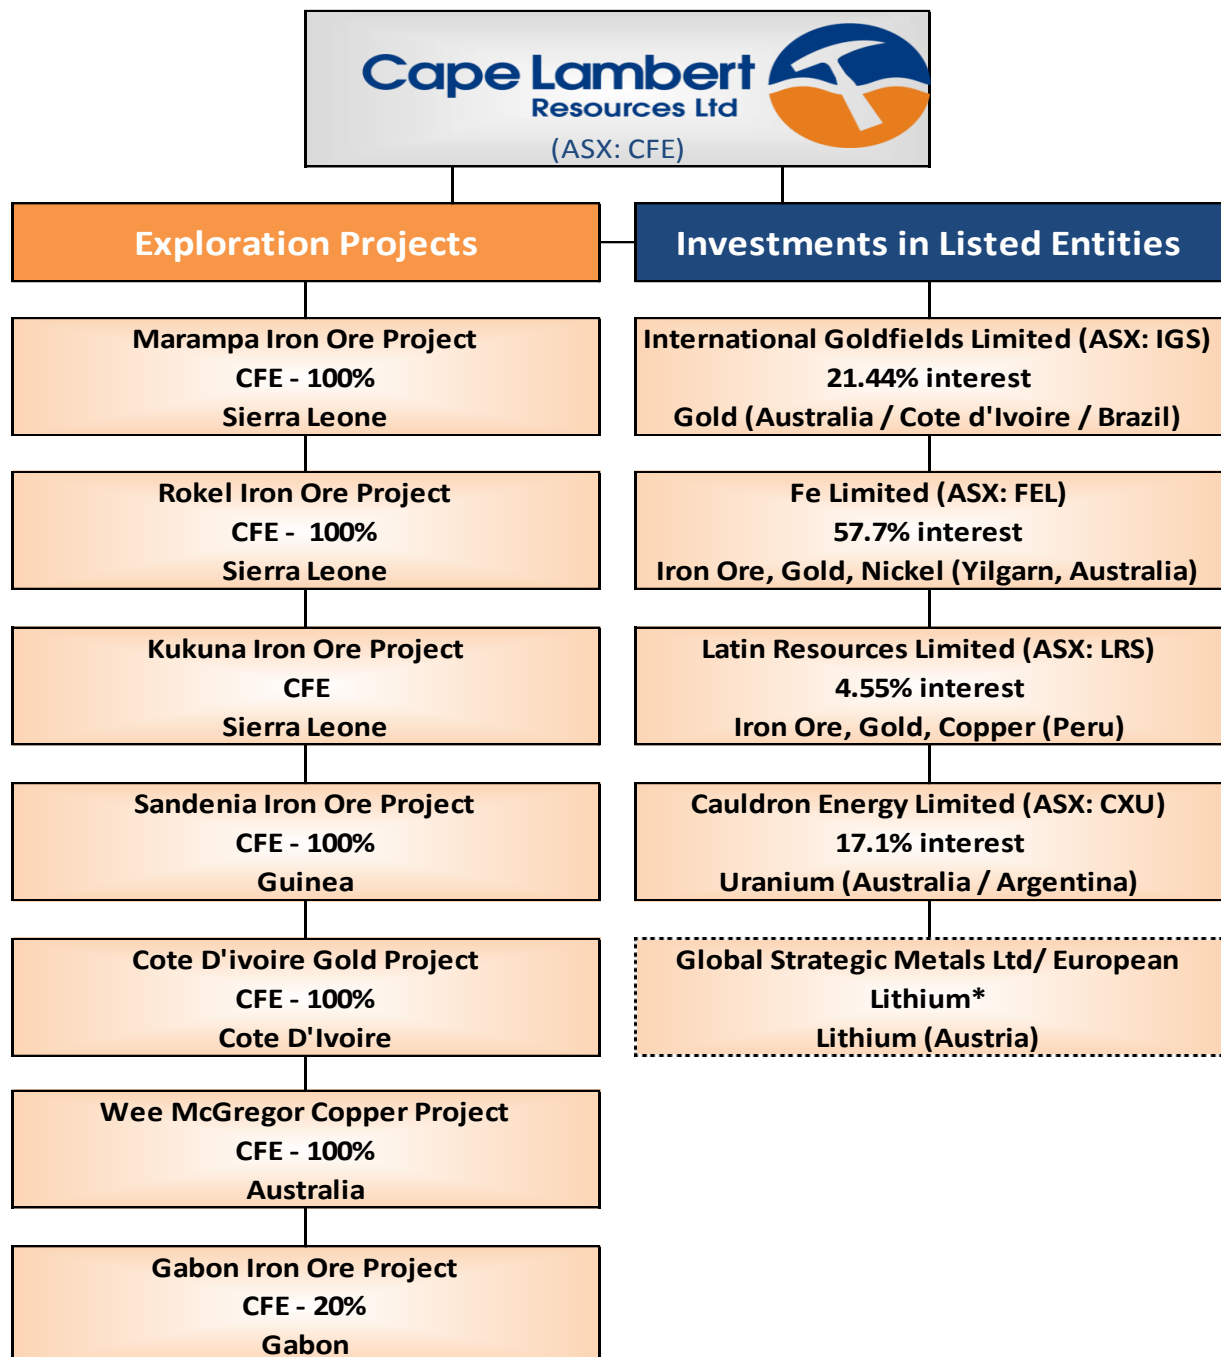 Cape Lambert
Resources Ltd
(ASX: CFE)
Exploration Projects
Marampa Iron Ore Project
CFE - 100%
Sierra Leone
Rokel Iron Ore Project
CFE -  100%
Sierra Leone
Kukuna Iron Ore Project
CFE
Sierra Leone
Sandenia Iron Ore Project
CFE - 100%
Guinea
Cote D'ivoire Gold Project
CFE - 100%
Cote D'Ivoire
Wee McGregor Copper Project
CFE - 100%
Australia
Gabon Iron Ore Project
CFE - 20%
Gabon
Investments in Listed Entities
International Goldfields Limited (ASX: IGS)
21.44% interest
Gold (Australia / Cote d'Ivoire / Brazil)
Fe Limited (ASX: FEL)
57.7% interest
Iron Ore, Gold, Nickel (Yilgarn, Australia)
Latin Resources Limited (ASX: LRS)
4.55% interest
Iron Ore, Gold, Copper (Peru)
Cauldron Energy Limited (ASX: CXU)
17.1% interest
Uranium (Australia / Argentina)
Global Strategic Metals Ltd/ European
Lithium*
Lithium (Austria)